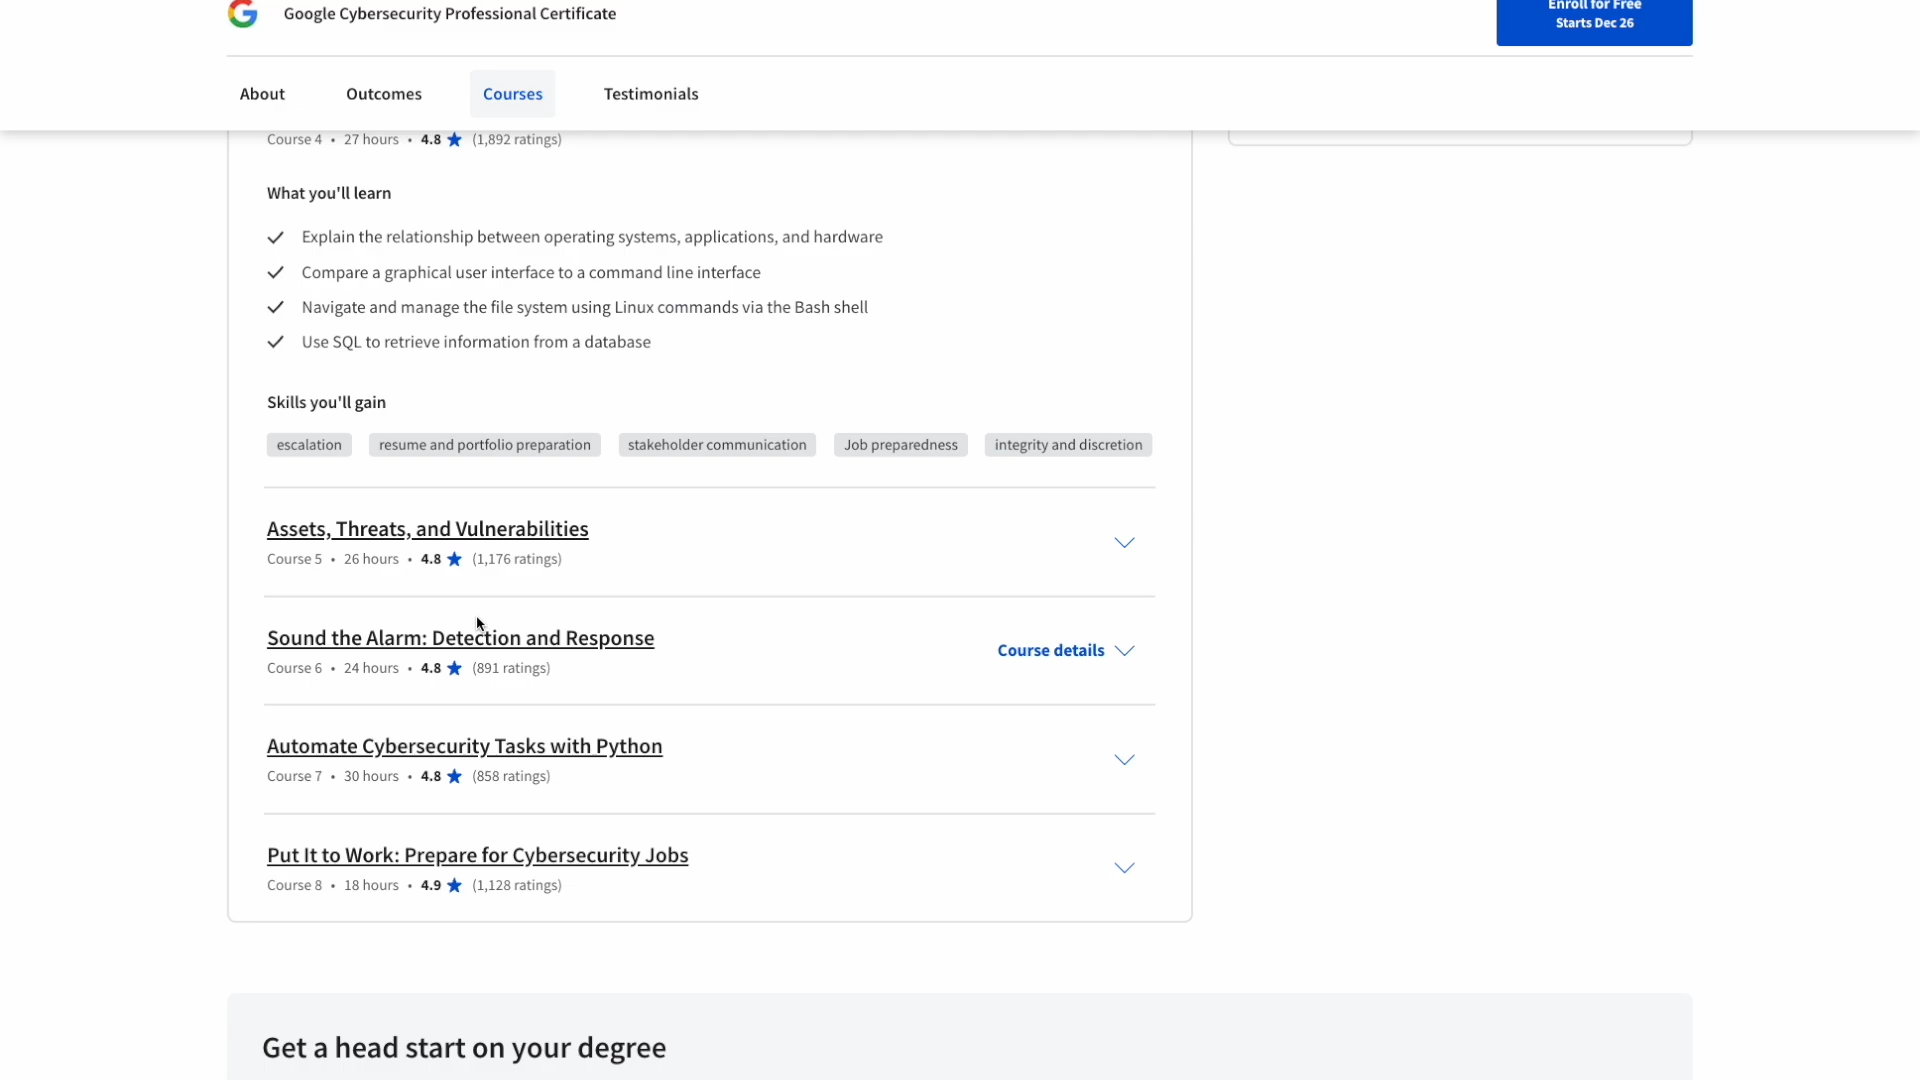 Google Cybersecurity Professional Certificate
Enroll for Free
Starts Dec 26
About
Outcomes
Courses
Testimonials
Course 4 • 27 hours • 4.8 ★ (1,892 ratings)
What you'll learn
Explain the relationship between operating systems, applications, and hardware
Compare a graphical user interface to a command line interface
Navigate and manage the file system using Linux commands via the Bash shell
Use SQL to retrieve information from a database
Skills you'll gain
escalation
resume and portfolio preparation
stakeholder communication
Job preparedness
integrity and discretion
Assets, Threats, and Vulnerabilities
Course 5 • 26 hours • 4.8 ★ (1,176 ratings)
Sound the Alarm: Detection and Response
Course details
Course 6 • 24 hours • 4.8 ★ (891 ratings)
Automate Cybersecurity Tasks with Python
Course 7 • 30 hours • 4.8 ★ (858 ratings)
Put It to Work: Prepare for Cybersecurity Jobs
Course 8 • 18 hours • 4.9 ★ (1,128 ratings)
Get a head start on your degree